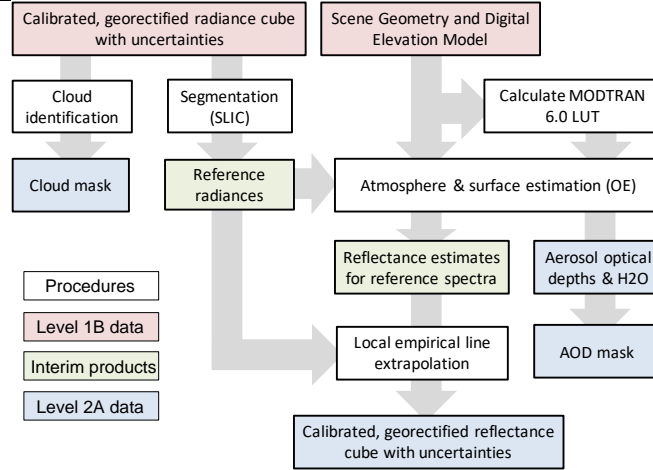 Calibrated, georectified radiance cube
with uncertainties
Scene Geometry and Digital
Elevation Model
Cloud
identification
Segmentation
(SLIC)
Calculate MODTRAN
6.0 LUT
Cloud mask
Reference
radiances
Atmosphere & surface estimation (OE)
Reflectance estimates
for reference spectra
Aerosol optical
depths & H2O
Procedures
Level 1B data
Interim products
Level 2A data
Local empirical line
extrapolation
AOD mask
Calibrated, georectified reflectance
cube with uncertainties